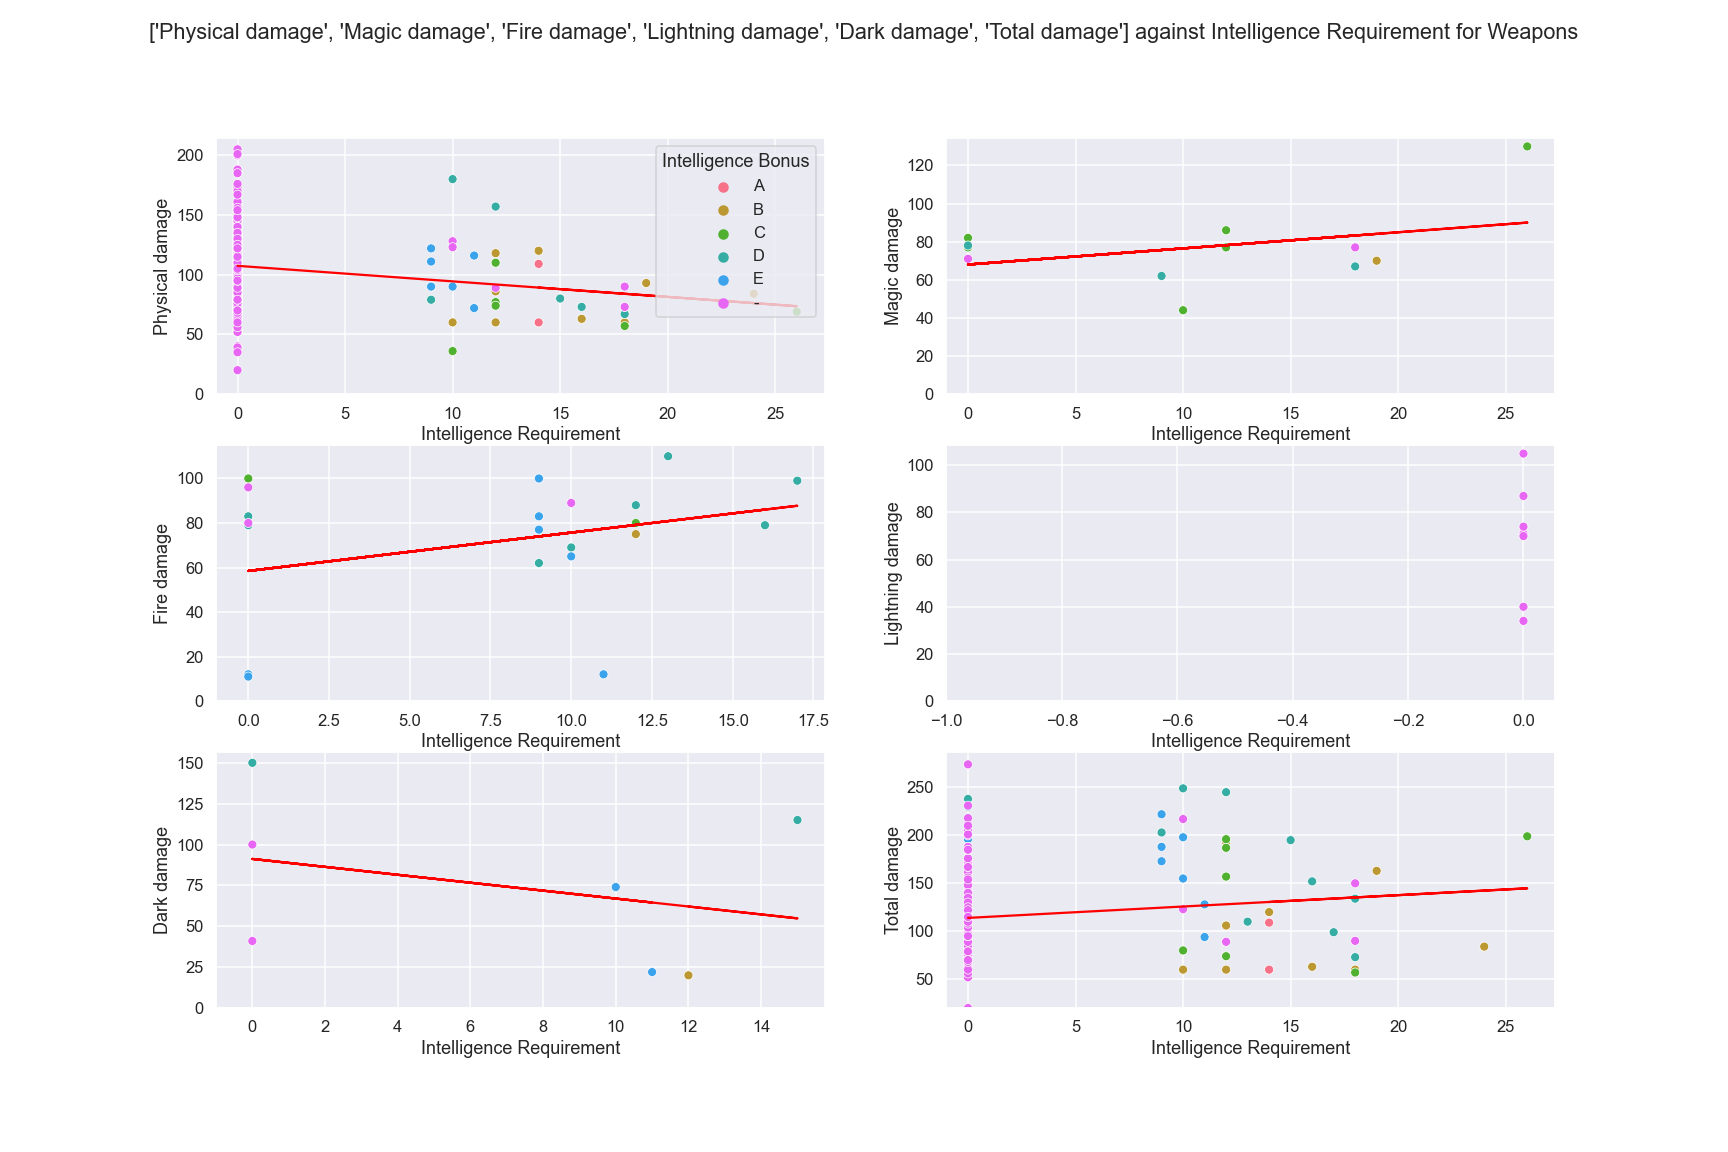 ['Physical damage', 'Magic damage', 'Fire damage', 'Lightning damage', 'Dark damage', 'Total damage'] against Intelligence Requirement for Weapons
Physical damage
200
150
100
50
0
0 5 10 15 20 25
Intelligence Requirement
Intelligence Bonus
A
B
C
D
E
-
Magic damage
120
100
80
60
40
20
0
0 5 10 15 20 25
Intelligence Requirement
Fire damage
100
80
60
40
20
0
0.0 2.5 5.0 7.5 10.0 12.5 15.0 17.5
Intelligence Requirement
Lightning damage
100
80
60
40
20
0
−1.0 −0.8 −0.6 −0.4 −0.2 0.0
Intelligence Requirement
Dark damage
150
125
100
75
50
25
0
0 2 4 6 8 10 12 14
Intelligence Requirement
Total damage
250
200
150
100
50
0 5 10 15 20 25
Intelligence Requirement